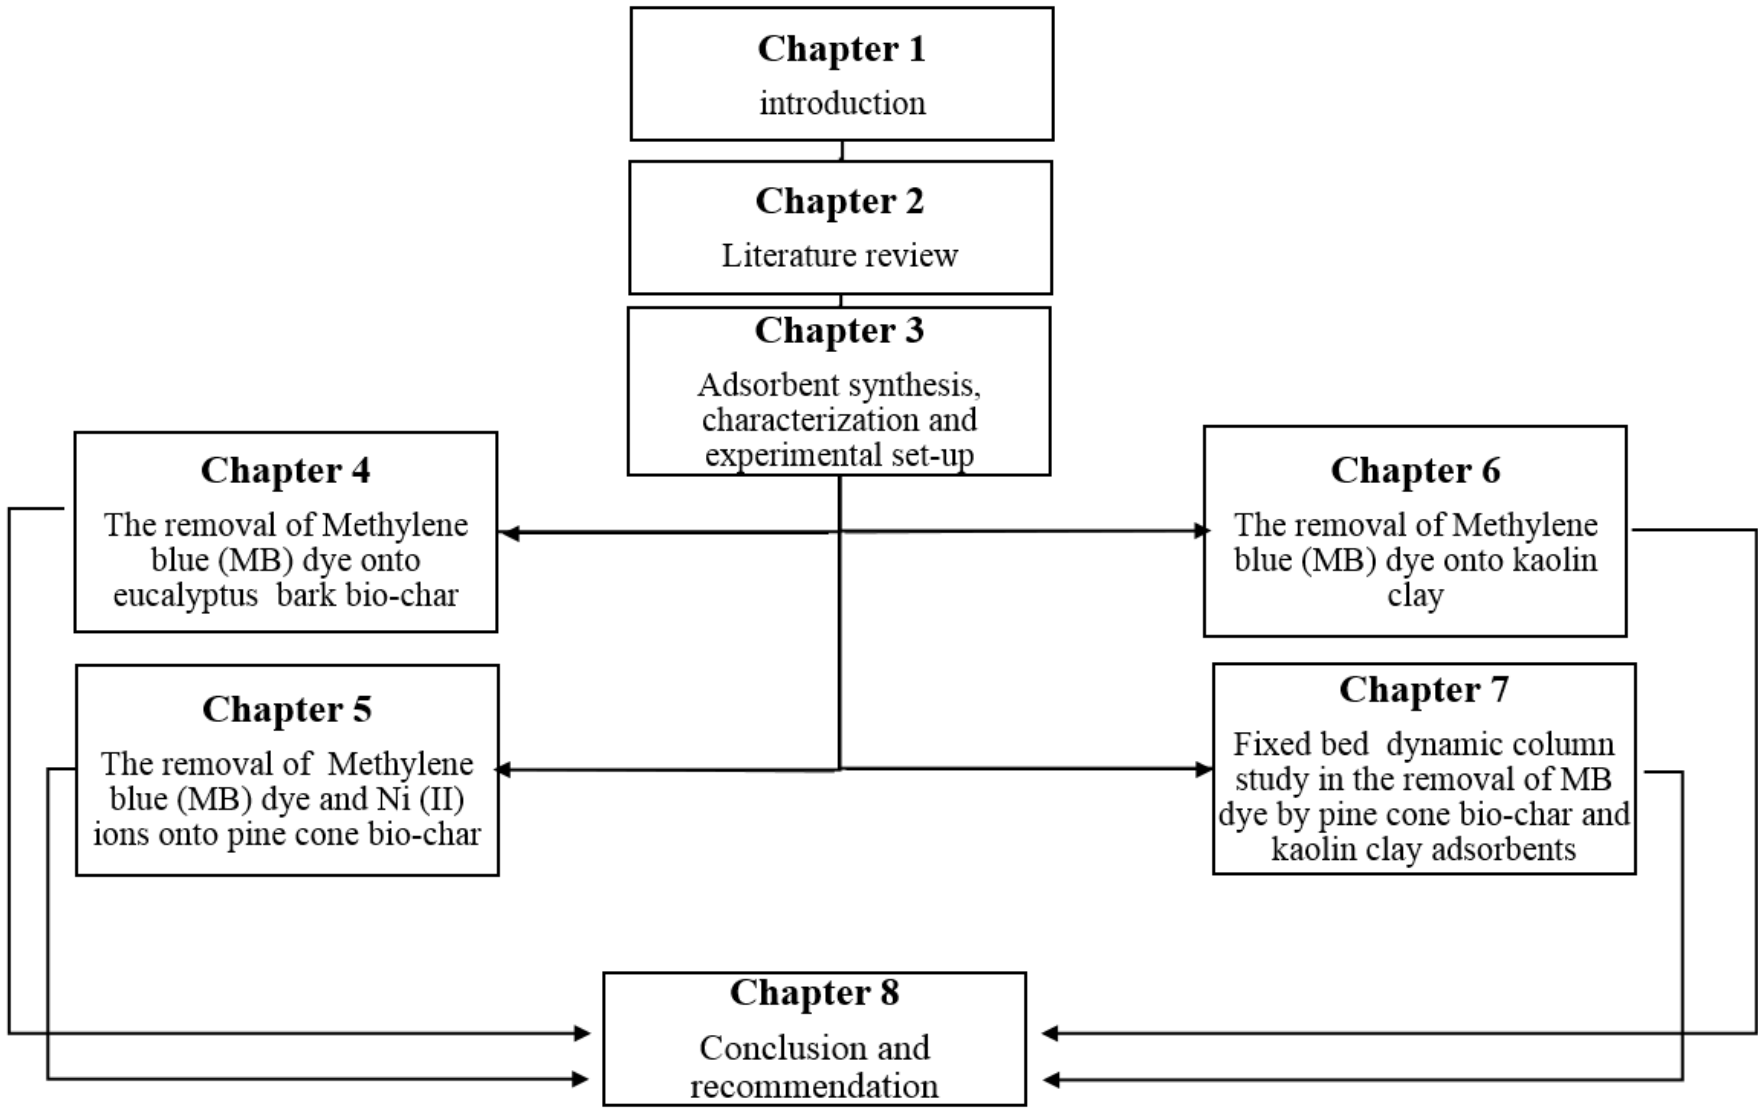 Chapter 1
introduction
Chapter 2
Literature review
Chapter 3
Adsorbent synthesis,
characterization and
experimental set-up
Chapter 4
The removal of Methylene
blue (MB) dye onto
eucalyptus  bark bio-char
Chapter 6
The removal of Methylene
blue (MB) dye onto kaolin
clay
Chapter 5
The removal of  Methylene
blue (MB) dye and Ni (II)
ions onto pine cone bio-char
Chapter 7
Fixed bed  dynamic column
study in the removal of MB
dye by pine cone bio-char and
kaolin clay adsorbents
Chapter 8
Conclusion and
recommendation